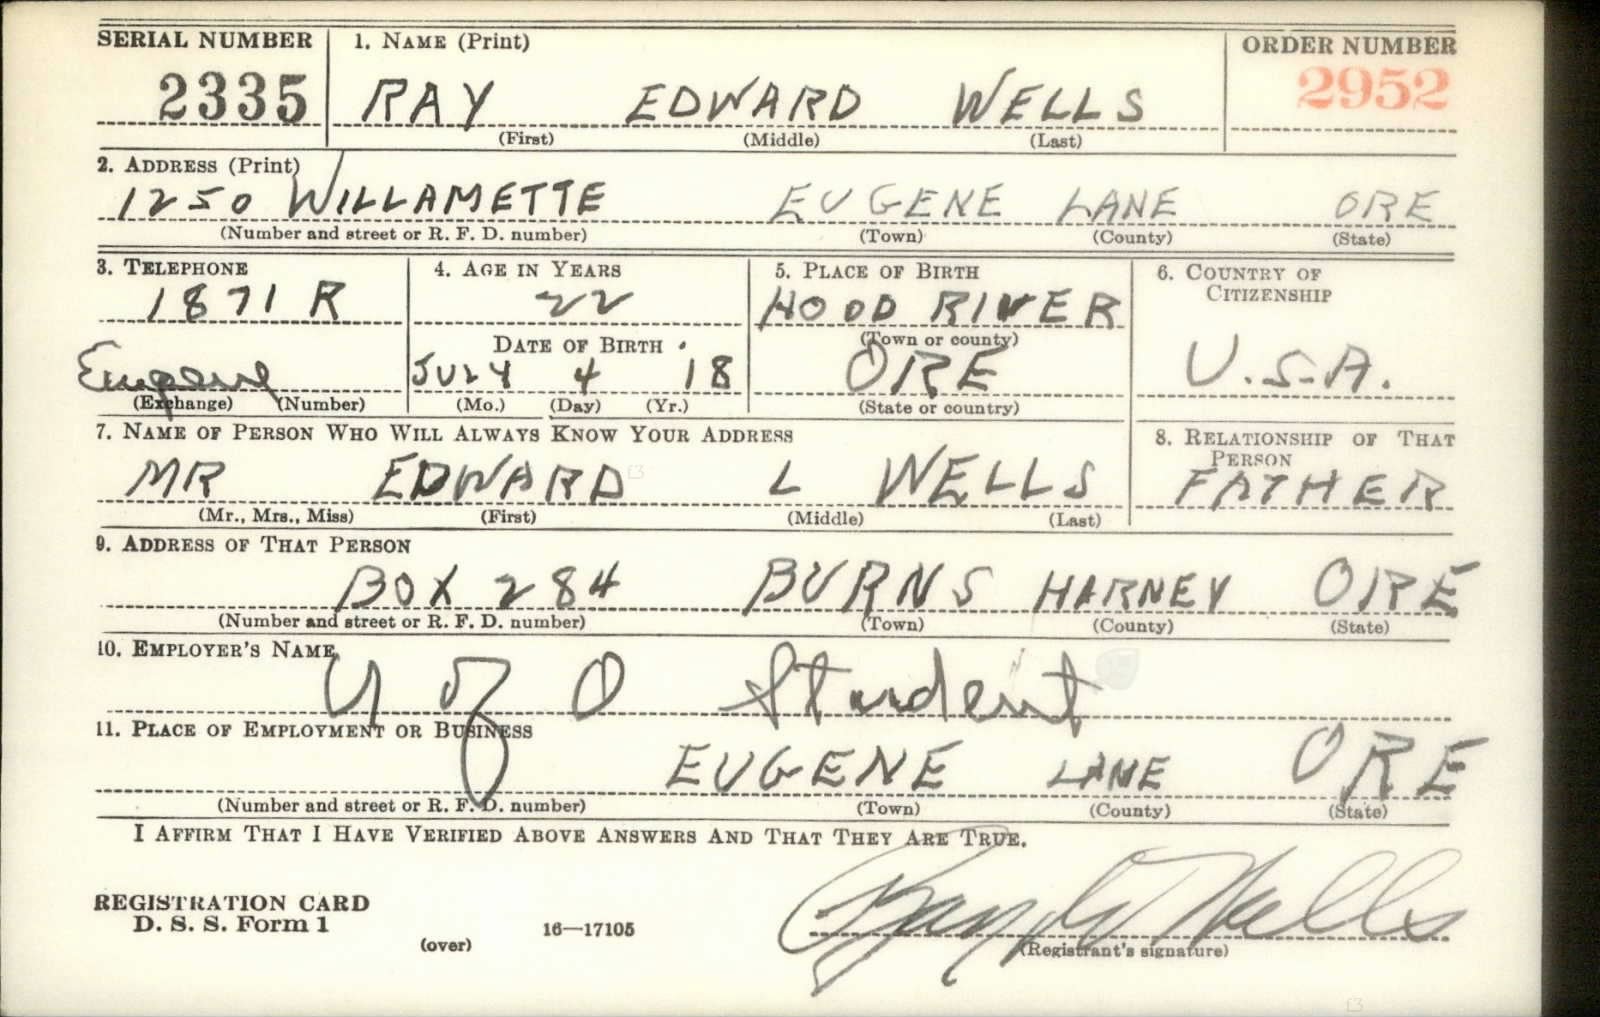 SERIAL NUMBER 1. NAME (Print) ORDER NUMBER
2335 RAY EDWARD WELLS 2952
(First) (Middle) (Last)
2. ADDRESS (Print)
1250 WILLAMETTE EUGENE LANE ORE
(Number and street or R. F. D. number) (Town) (County) (State)
3. TELEPHONE 4. AGE IN YEARS 5. PLACE OF BIRTH 6. COUNTRY OF CITIZENSHIP
1871 R 22 HOOD RIVER
DATE OF BIRTH (Town or county)
Eugene JULY 4 18 ORE U.S.A.
(Exchange) (Number) (Mo.) (Day) (Yr.) (State or country)
7. NAME OF PERSON WHO WILL ALWAYS KNOW YOUR ADDRESS 8. RELATIONSHIP OF THAT PERSON
MR EDWARD L WELLS FATHER
(Mr., Mrs., Miss) (First) (Middle) (Last)
9. ADDRESS OF THAT PERSON
BOX 284 BURNS HARNEY ORE
(Number and street or R. F. D. number) (Town) (County) (State)
10. EMPLOYER'S NAME
U of O Student
11. PLACE OF EMPLOYMENT OR BUSINESS
EUGENE LANE ORE
(Number and street or R. F. D. number) (Town) (County) (State)
I AFFIRM THAT I HAVE VERIFIED ABOVE ANSWERS AND THAT THEY ARE TRUE.
REGISTRATION CARD
D. S. S. Form 1 Ray E Wells
(over) 16—17105 (Registrant's signature)